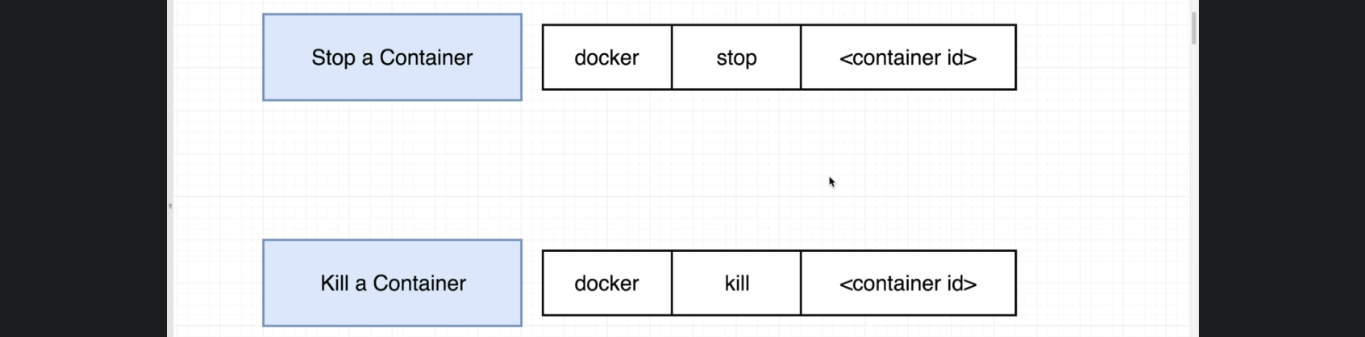 Stop a Container
docker stop <container id>
Kill a Container
docker kill <container id>